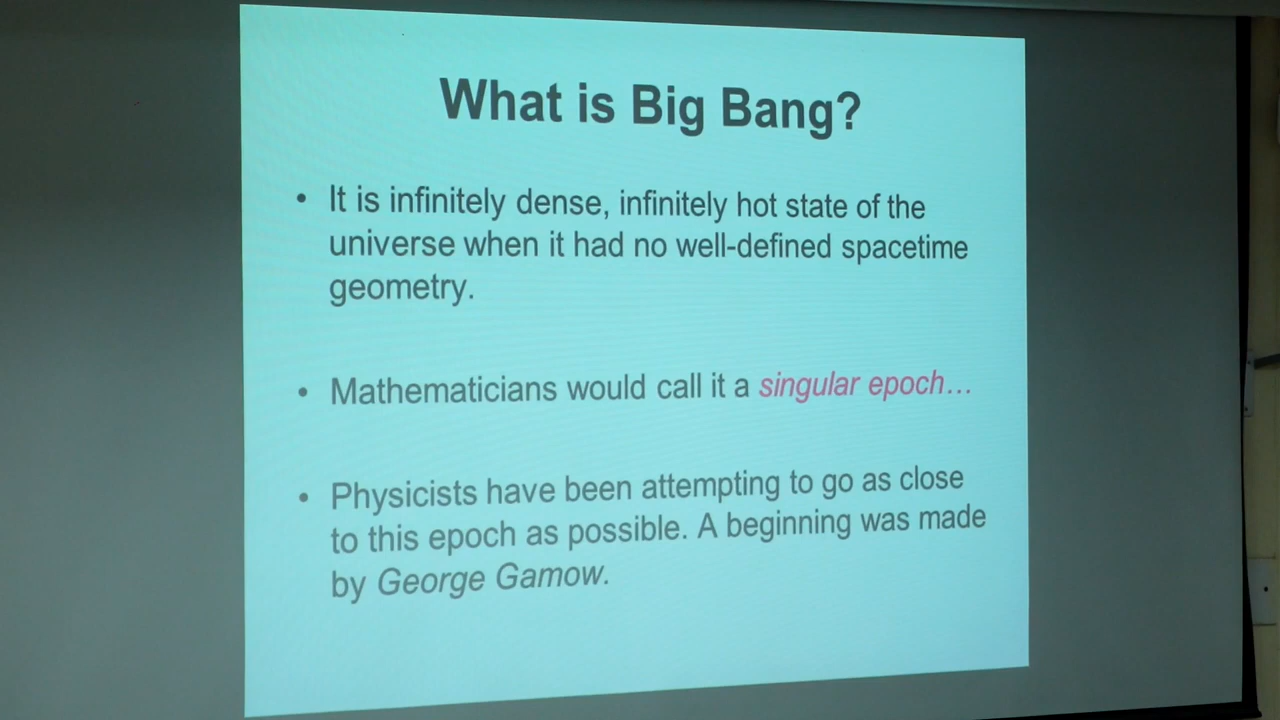 What is Big Bang?
• It is infinitely dense, infinitely hot state of the
universe when it had no well-defined spacetime
geometry.
• Mathematicians would call it a singular epoch...
• Physicists have been attempting to go as close
to this epoch as possible. A beginning was made
by George Gamow.